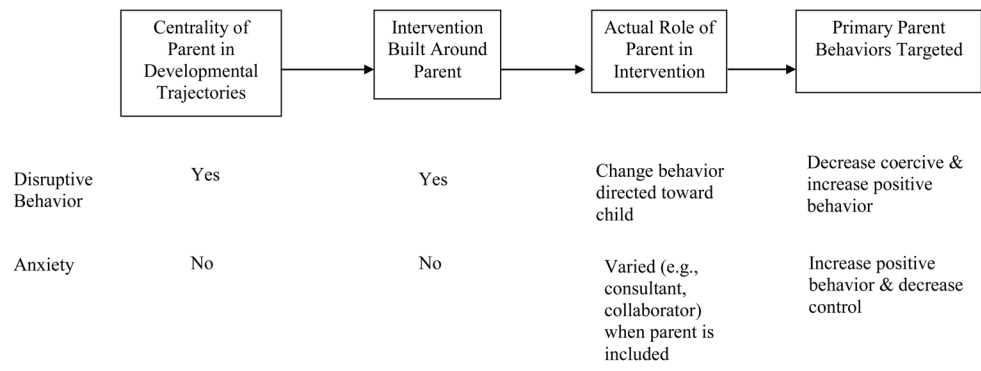 Centrality of
Parent in
Developmental
Trajectories
Intervention
Built Around
Parent
Actual Role of
Parent in
Intervention
Primary Parent
Behaviors Targeted
Disruptive
Behavior
Yes
Yes
Change behavior
directed toward
child
Decrease coercive &
increase positive
behavior
Anxiety
No
No
Varied (e.g.,
consultant,
collaborator)
when parent is
included
Increase positive
behavior & decrease
control